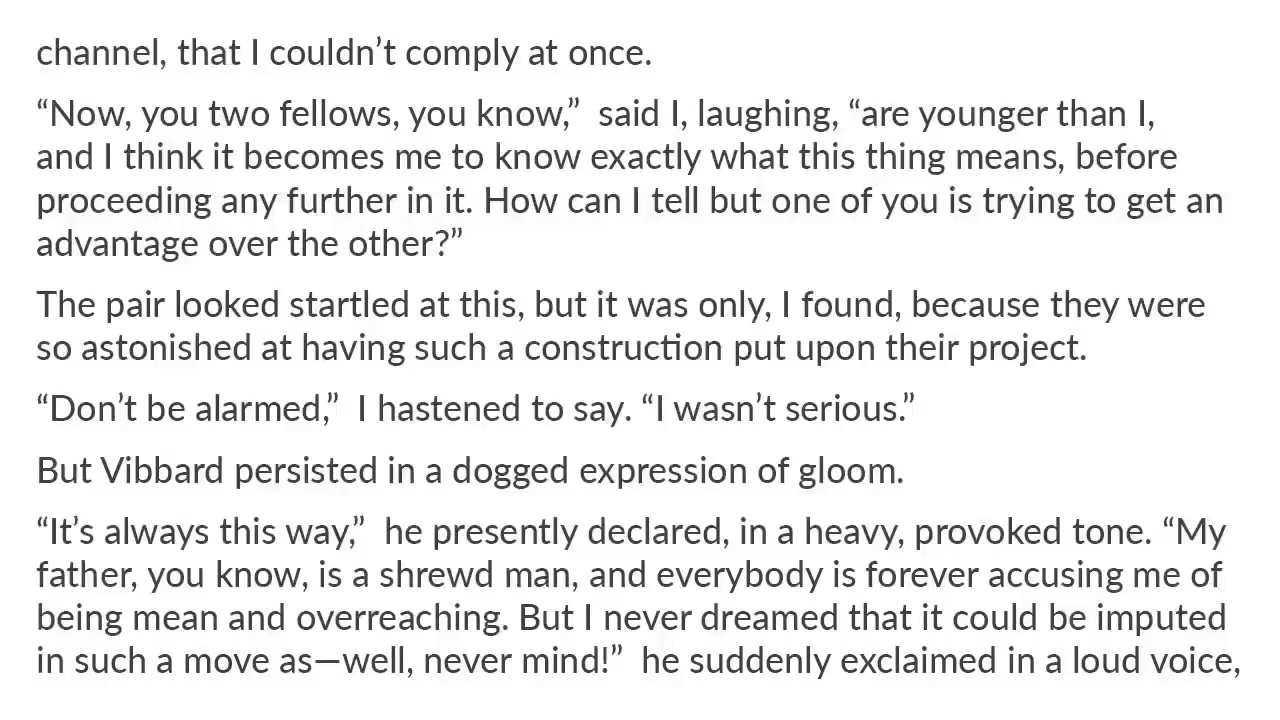 channel, that I couldn’t comply at once.
“Now, you two fellows, you know,”  said I, laughing, “are younger than I,
and I think it becomes me to know exactly what this thing means, before
proceeding any further in it. How can I tell but one of you is trying to get an
advantage over the other?”
The pair looked startled at this, but it was only, I found, because they were
so astonished at having such a construction put upon their project.
“Don’t be alarmed,”  I hastened to say. “I wasn’t serious.”
But Vibbard persisted in a dogged expression of gloom.
“It’s always this way,”  he presently declared, in a heavy, provoked tone. “My
father, you know, is a shrewd man, and everybody is forever accusing me of
being mean and overreaching. But I never dreamed that it could be imputed
in such a move as—well, never mind!”  he suddenly exclaimed in a loud voice,